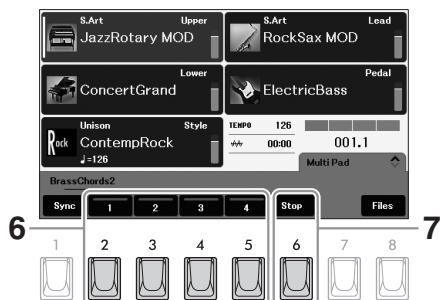 S.Art Upper
JazzRotary MOD
S.Art Lead
RockSax MOD
Lower
ConcertGrand
Pedal
ElectricBass
Unison Style
Rock
ContempRock
♩=126
TEMPO 126
00:00
001.1
Multi Pad
BrassChords2
Sync 1 2 3 4 Stop Files
6 7
1 2 3 4 5 6 7 8